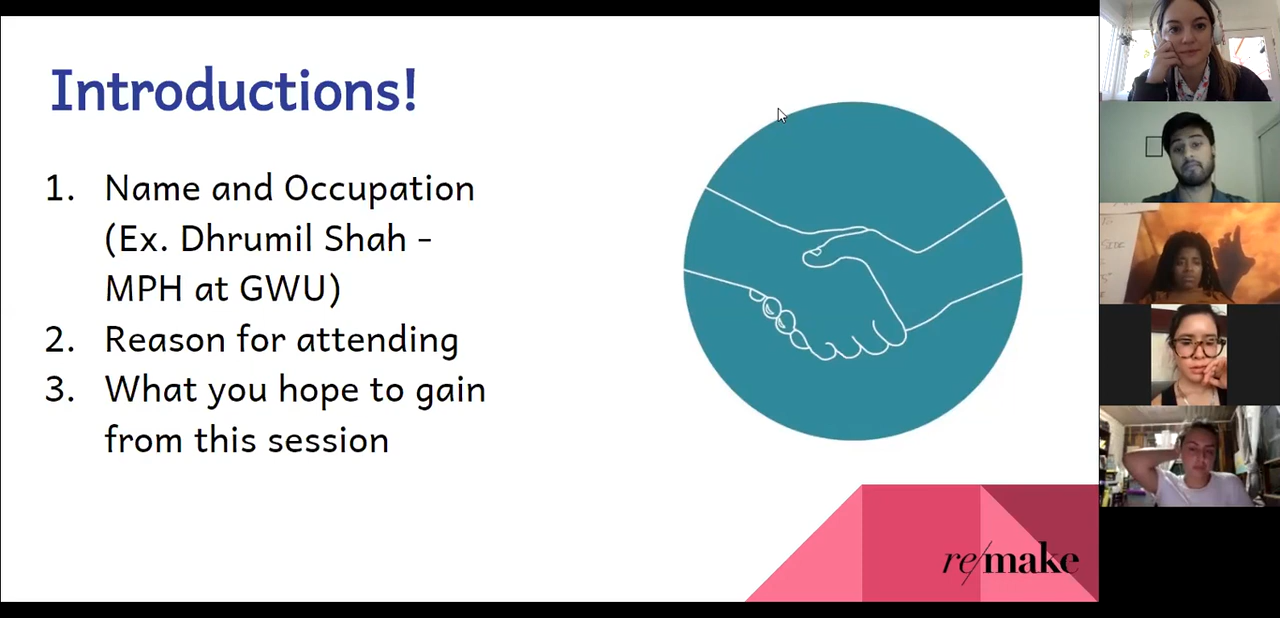 Introductions!
1. Name and Occupation
(Ex. Dhrumil Shah -
MPH at GWU)
2. Reason for attending
3. What you hope to gain
from this session
re/make
SIDE